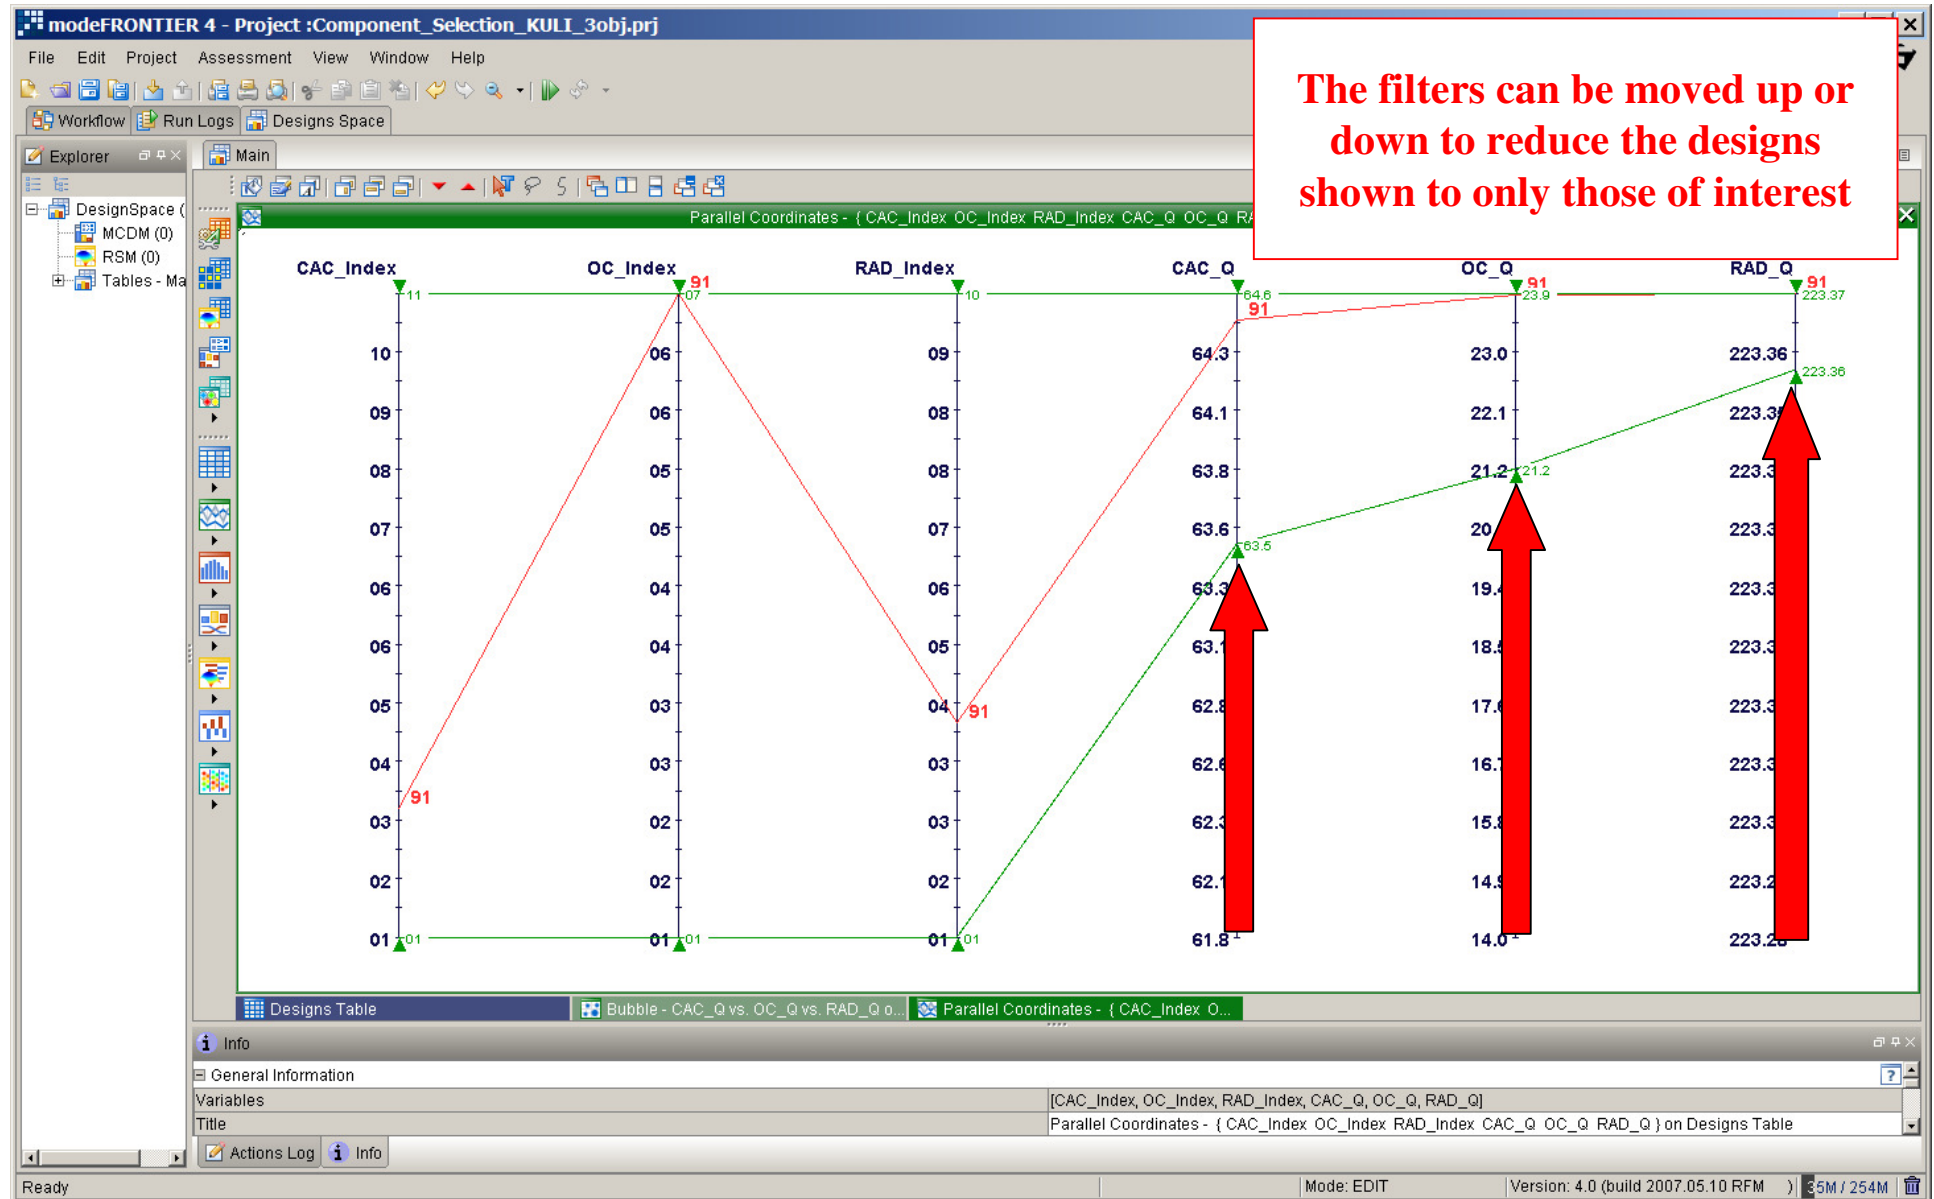 modeFRONTIER 4 - Project :Component_Selection_KULI_3obj.prj
File Edit Project Assessment View Window Help
The filters can be moved up or
down to reduce the designs
shown to only those of interest
Workflow Run Logs Designs Space
Explorer
Main
DesignSpace (
MCDM (0)
RSM (0)
Tables - Ma
Parallel Coordinates - { CAC_Index OC_Index RAD_Index CAC_Q OC_Q
CAC_Index OC_Index RAD_Index CAC_Q OC_Q RAD_Q
91 91 91
11 07 10 64.6 23.9 223.37
91
10 06 09 64.3 23.0 223.36
223.36
09 06 08 64.1 22.1
08 05 08 63.8 21.2 21.2
07 05 07 63.6
63.5
06 04 06
06 04 05
05 03 04
91
04 03 03
91
03 02 03
02 02 02
01 01 01 01 01 01 61.8 14.0
Designs Table Bubble - CAC_Q vs. OC_Q vs. RAD_Q o... Parallel Coordinates - { CAC_Index O...
Info
General Information
Variables [CAC_Index, OC_Index, RAD_Index, CAC_Q, OC_Q, RAD_Q]
Title Parallel Coordinates - { CAC_Index OC_Index RAD_Index CAC_Q OC_Q RAD_Q } on Designs Table
Actions Log Info
Ready Mode: EDIT Version: 4.0 (build 2007.05.10 RFM ) 35M / 254M